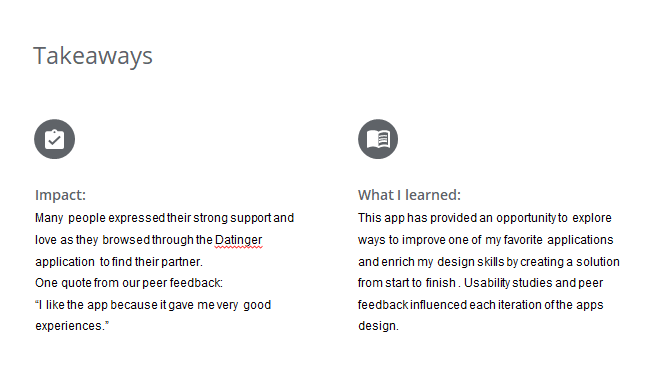 Takeaways
Impact:
Many people expressed their strong support and
love as they browsed through the Datinger
application to find their partner.
One quote from our peer feedback:
“I like the app because it gave me very good
experiences.”
What I learned:
This app has provided an opportunity to explore
ways to improve one of my favorite applications
and enrich my design skills by creating a solution
from start to finish . Usability studies and peer
feedback influenced each iteration of the apps
design.